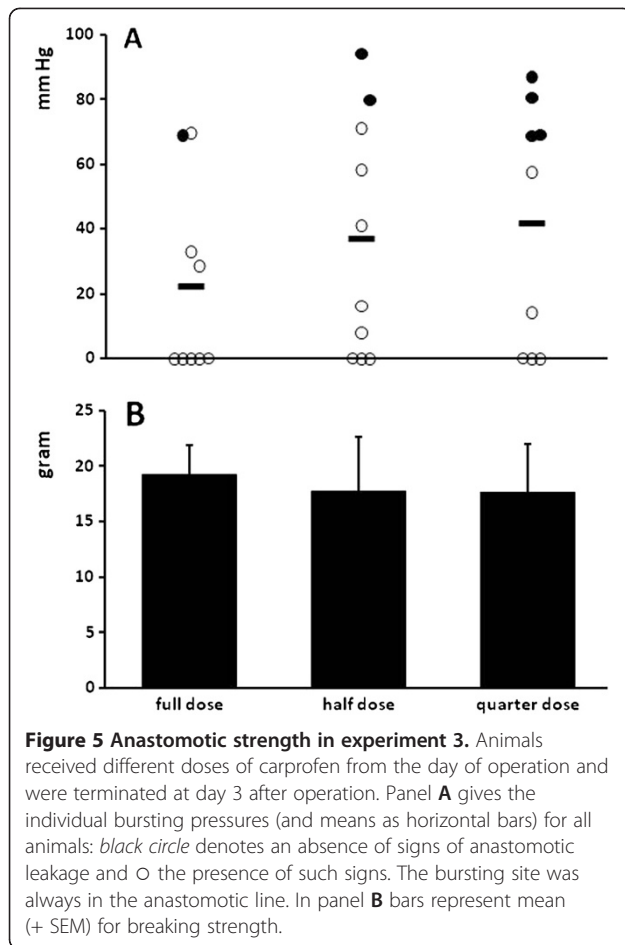 A
mm Hg
100
80
60
40
20
0
B
gram
25
20
15
10
5
0
full dose half dose quarter dose
Figure 5 Anastomotic strength in experiment 3. Animals
received different doses of carprofen from the day of operation and
were terminated at day 3 after operation. Panel A gives the
individual bursting pressures (and means as horizontal bars) for all
animals: black circle denotes an absence of signs of anastomotic
leakage and O the presence of such signs. The bursting site was
always in the anastomotic line. In panel B bars represent mean
(+ SEM) for breaking strength.